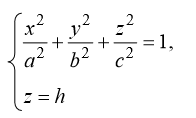 x²/a² + y²/b² + z²/c² = 1,
z = h